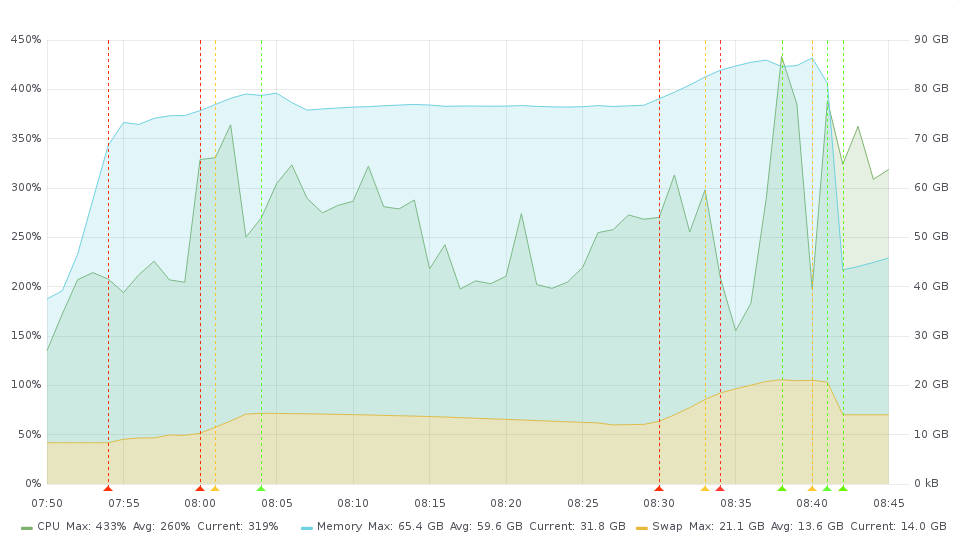 450% 90 GB
400% 80 GB
350% 70 GB
300% 60 GB
250% 50 GB
200% 40 GB
150% 30 GB
100% 20 GB
50% 10 GB
0% 0 kB
07:50 07:55 08:00 08:05 08:10 08:15 08:20 08:25 08:30 08:35 08:40 08:45
CPU Max: 433% Avg: 260% Current: 319% Memory Max: 65.4 GB Avg: 59.6 GB Current: 31.8 GB Swap Max: 21.1 GB Avg: 13.6 GB Current: 14.0 GB